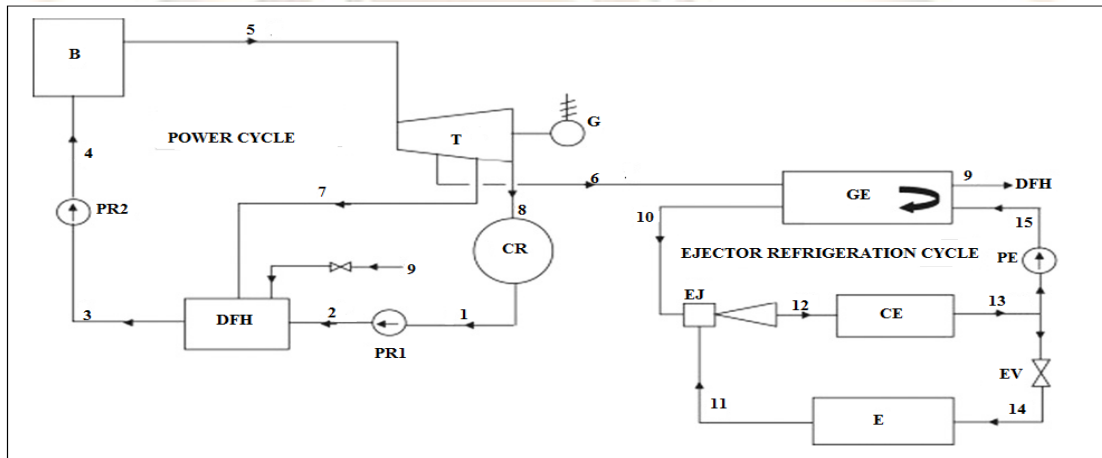 5
B
POWER CYCLE
T
G
4
6
9
DFH
7
GE
PR2
8
10
15
CR
EJECTOR REFRIGERATION CYCLE
9
PE
EJ
12
13
3
DFH
2
1
CE
PR1
EV
11
E
14